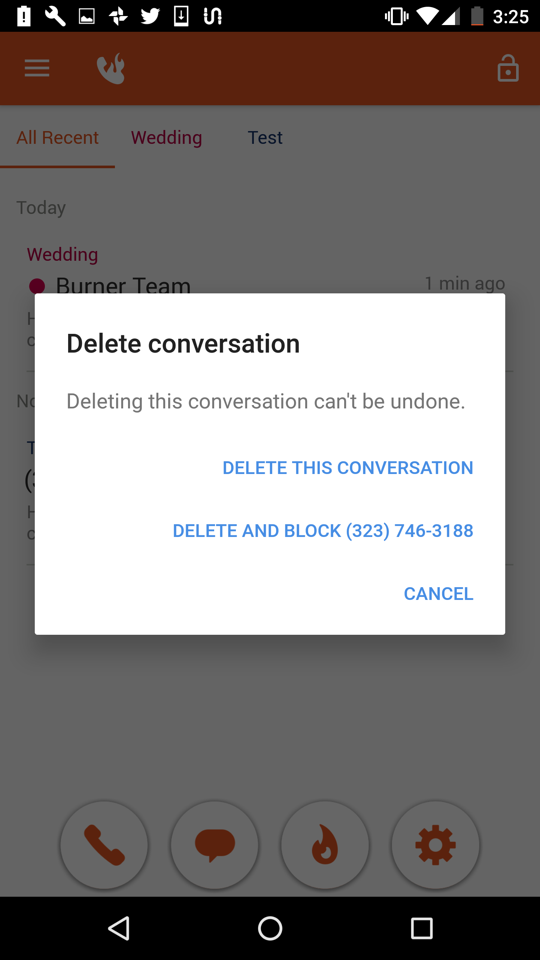 3:25
All Recent Wedding Test
Today
Wedding
Burner Team 1 min ago
Delete conversation
Deleting this conversation can't be undone.
DELETE THIS CONVERSATION
DELETE AND BLOCK (323) 746-3188
CANCEL